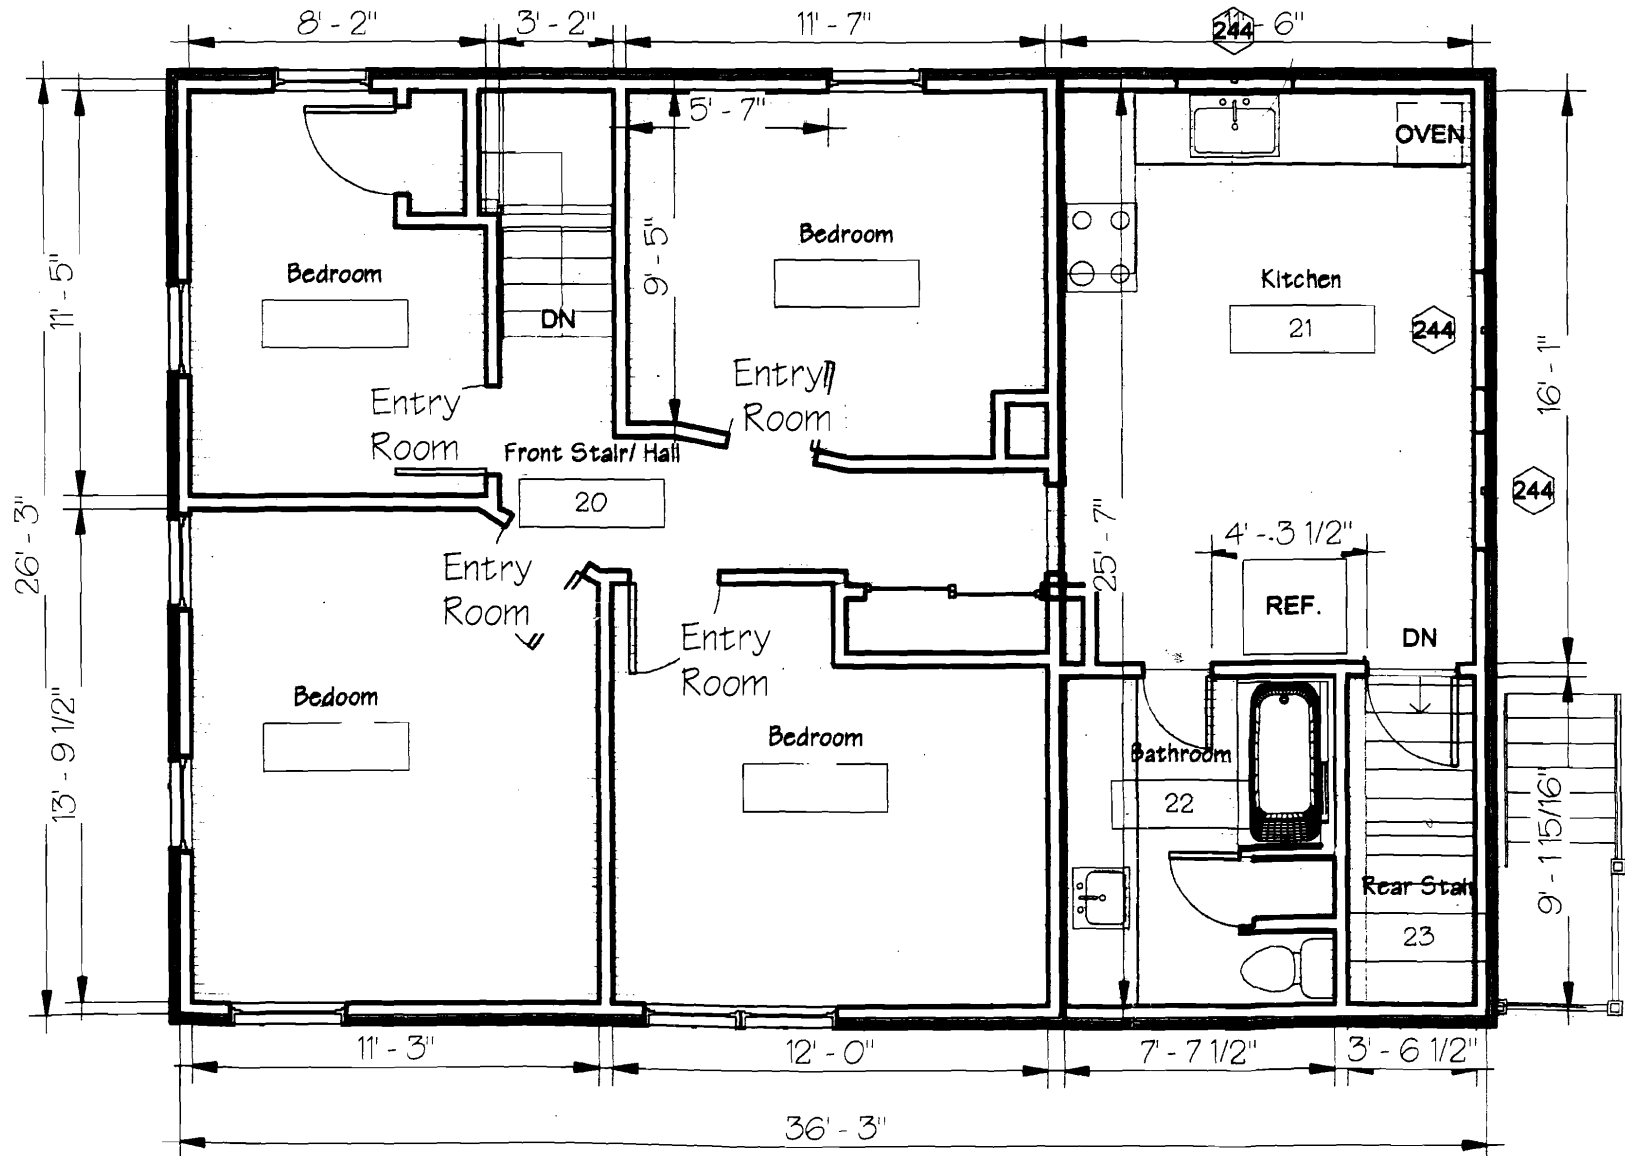 8' - 2"
3' - 2"
11' - 7"
244
11' - 6"
5' - 7"
OVEN
9' - 5"
Bedroom
Bedroom
Kitchen
21
244
DN
11' - 5"
16' - 1"
Entry
Room
Entry
Room
Front Stair/ Hall
20
244
26' - 3"
25' - 7"
4' -.3 1/2"
Entry
Room
REF.
DN
Entry
Room
Bedoom
Bedroom
13' - 9 1/2"
Bathroom
22
9' - 1 15/16"
Rear Stair
23
11' - 3"
12' - 0"
7' - 7 1/2"
3' - 6 1/2"
36' - 3"